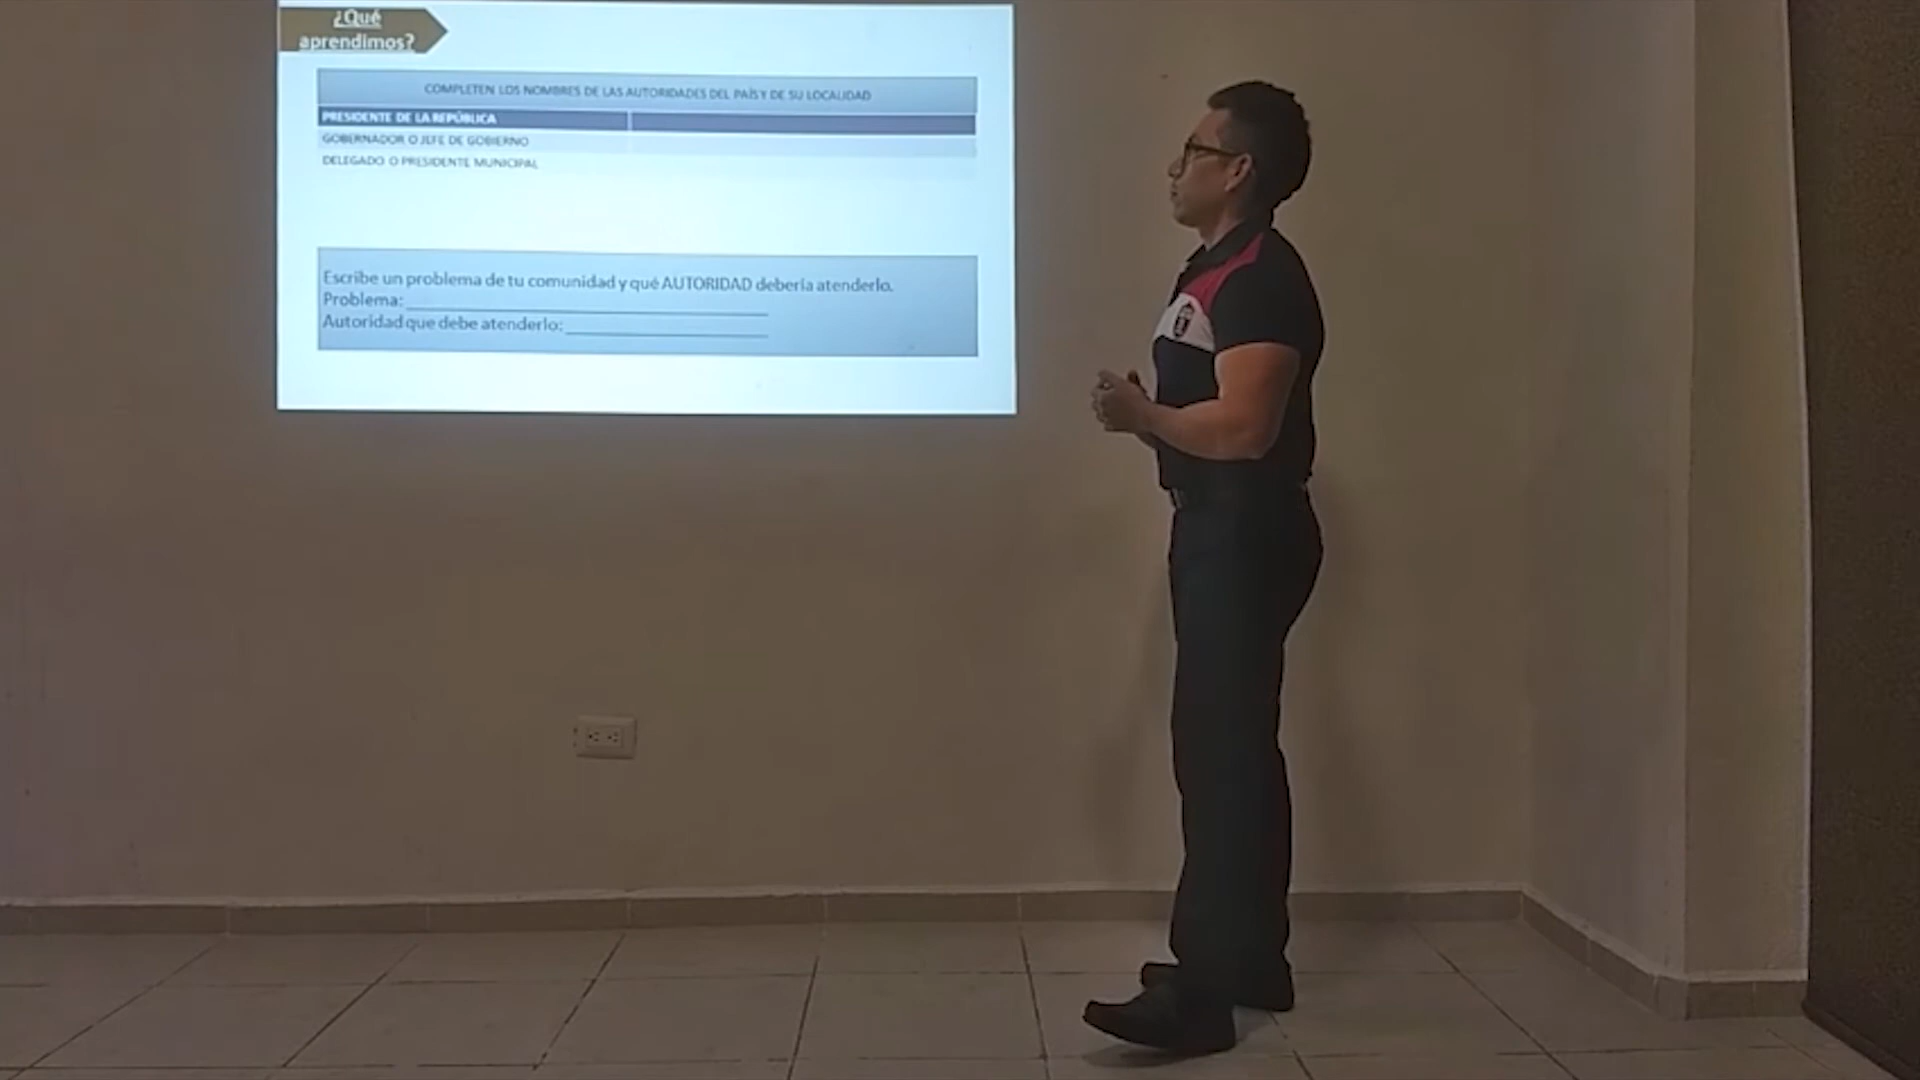 ¿Qué
aprendimos?
COMPLETEN LOS NOMBRES DE LAS AUTORIDADES DEL PAÍS Y DE SU LOCALIDAD
PRESIDENTE DE LA REPÚBLICA
GOBERNADOR O JEFE DE GOBIERNO
DELEGADO O PRESIDENTE MUNICIPAL
Escribe un problema de tu comunidad y qué AUTORIDAD debería atenderlo.
Problema:
Autoridad que debe atenderlo: